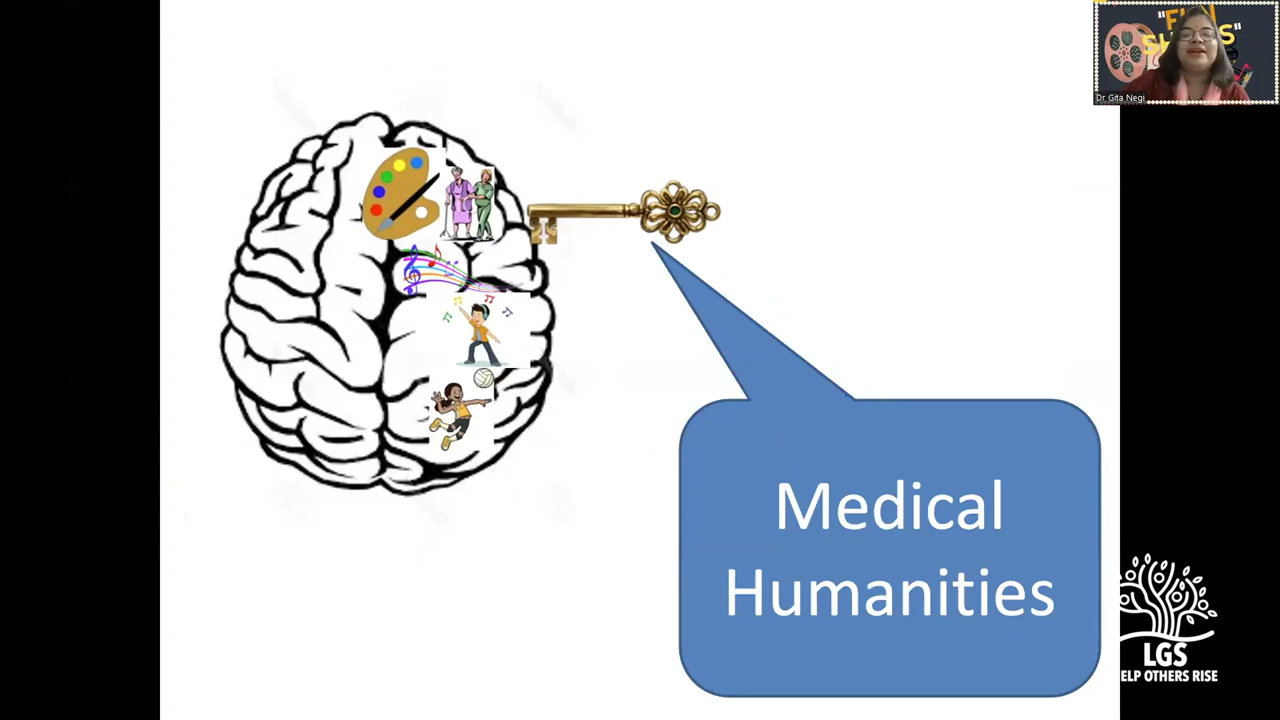 Dr Gita Negi
Medical
Humanities
LGS
ELP OTHERS RISE